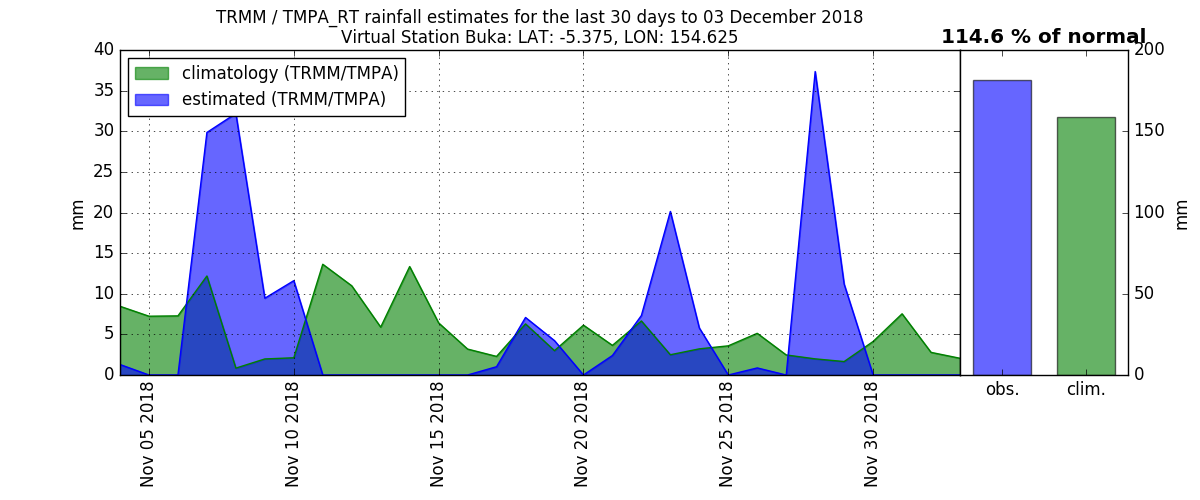 TRMM / TMPA_RT rainfall estimates for the last 30 days to 03 December 2018
Virtual Station Buka: LAT: -5.375, LON: 154.625
114.6 % of normal
climatology (TRMM/TMPA)
estimated (TRMM/TMPA)
40
35
30
25
20
15
10
5
0
mm
Nov 05 2018
Nov 10 2018
Nov 15 2018
Nov 20 2018
Nov 25 2018
Nov 30 2018
200
150
100
50
0
mm
obs.
clim.